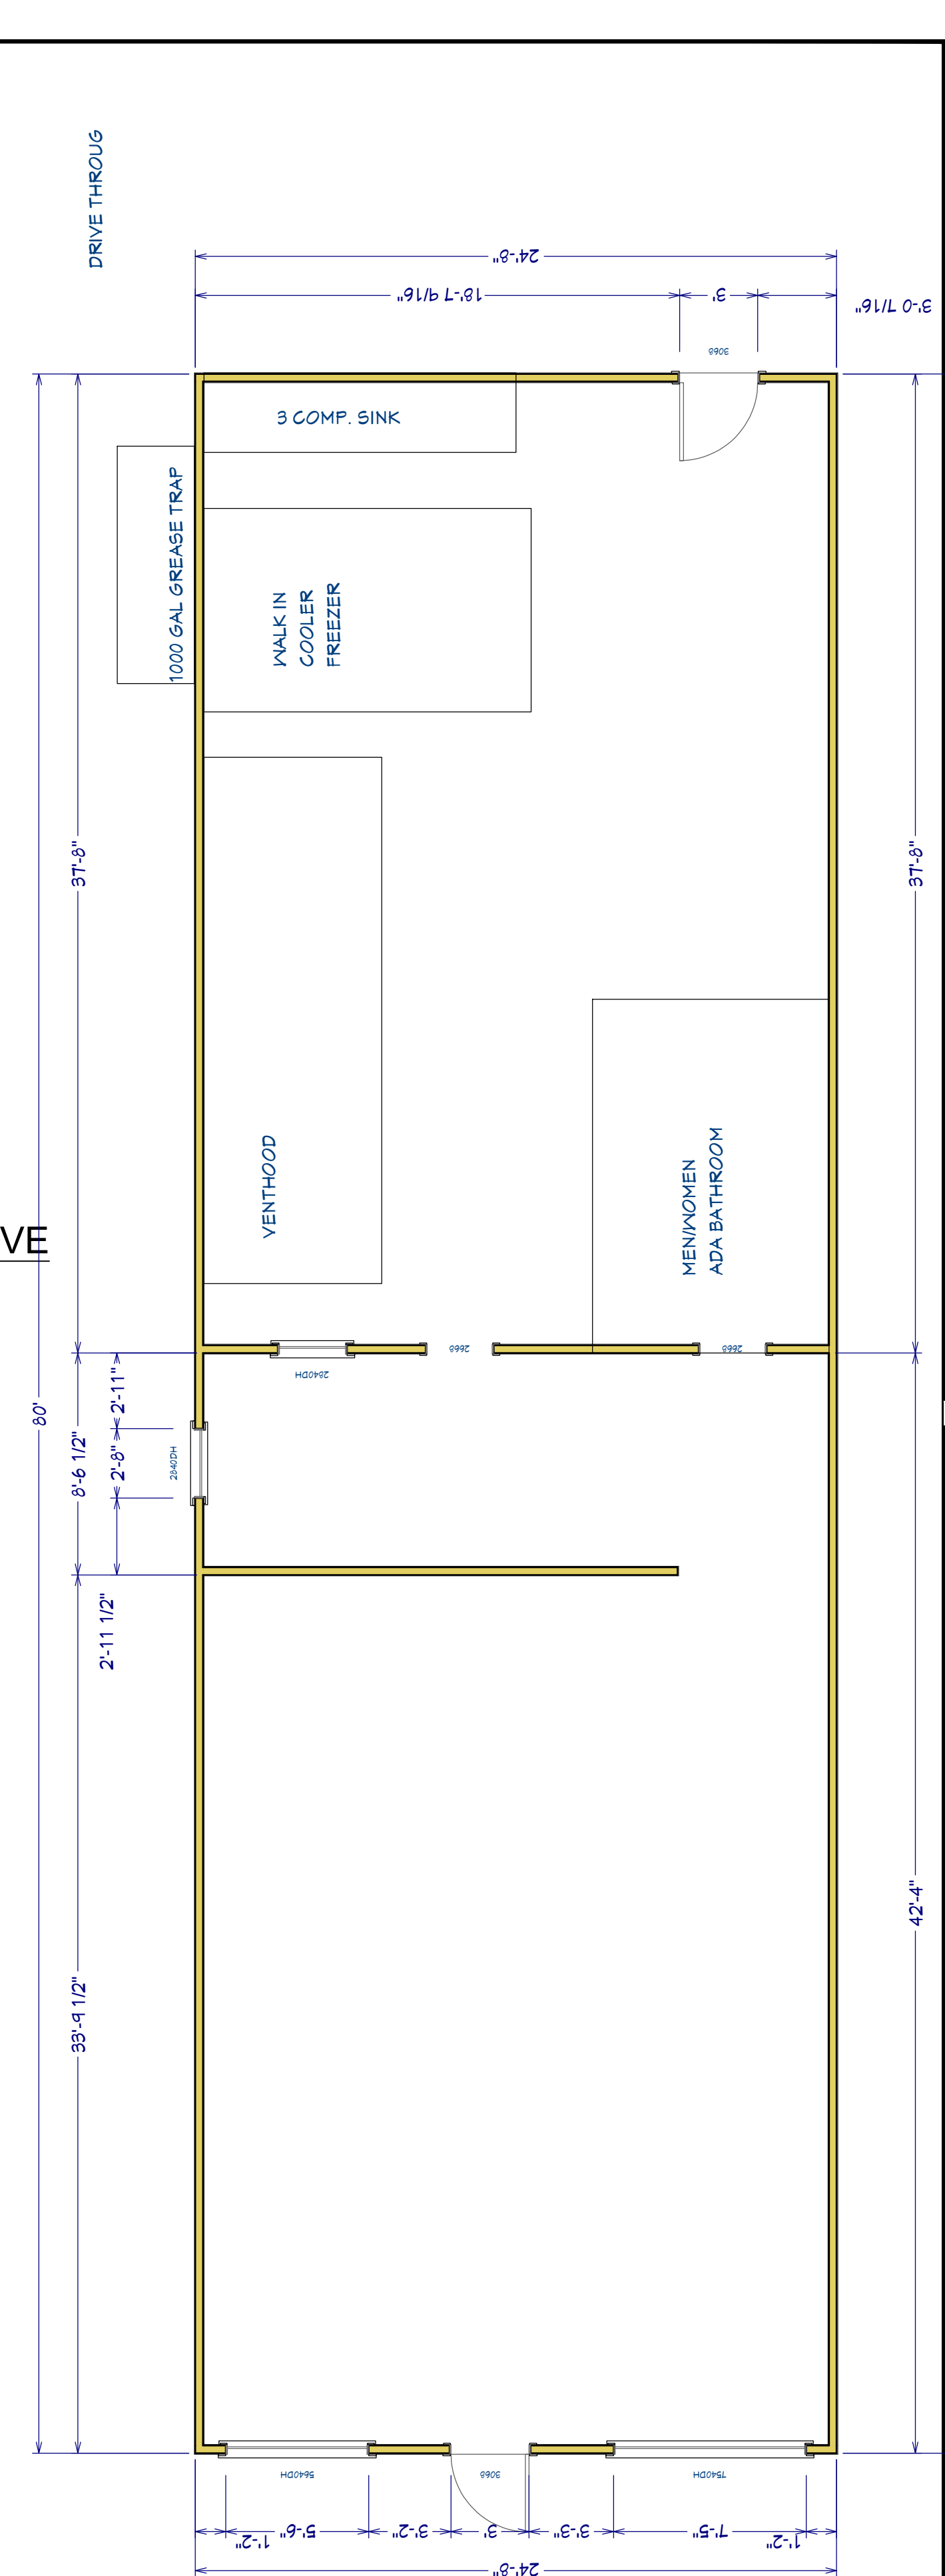 DRIVE THROUG
24'-8"
18'-7 9/16"
3'
3'-0 7/16"
3068
3 COMP. SINK
1000 GAL GREASE TRAP
WALK IN
COOLER
FREEZER
37'-8"
37'-8"
VENTHOOD
MEN/WOMEN
ADA BATHROOM
VE
2668
2668
2840DH
2'-11"
80'
8'-6 1/2"
2'-8"
2840DH
2'-11 1/2"
42'-4"
33'-9 1/2"
5640DH
3068
7540DH
1'-2"
5'-6"
3'-2"
3'
3'-3"
7'-5"
1'-2"
24'-8"